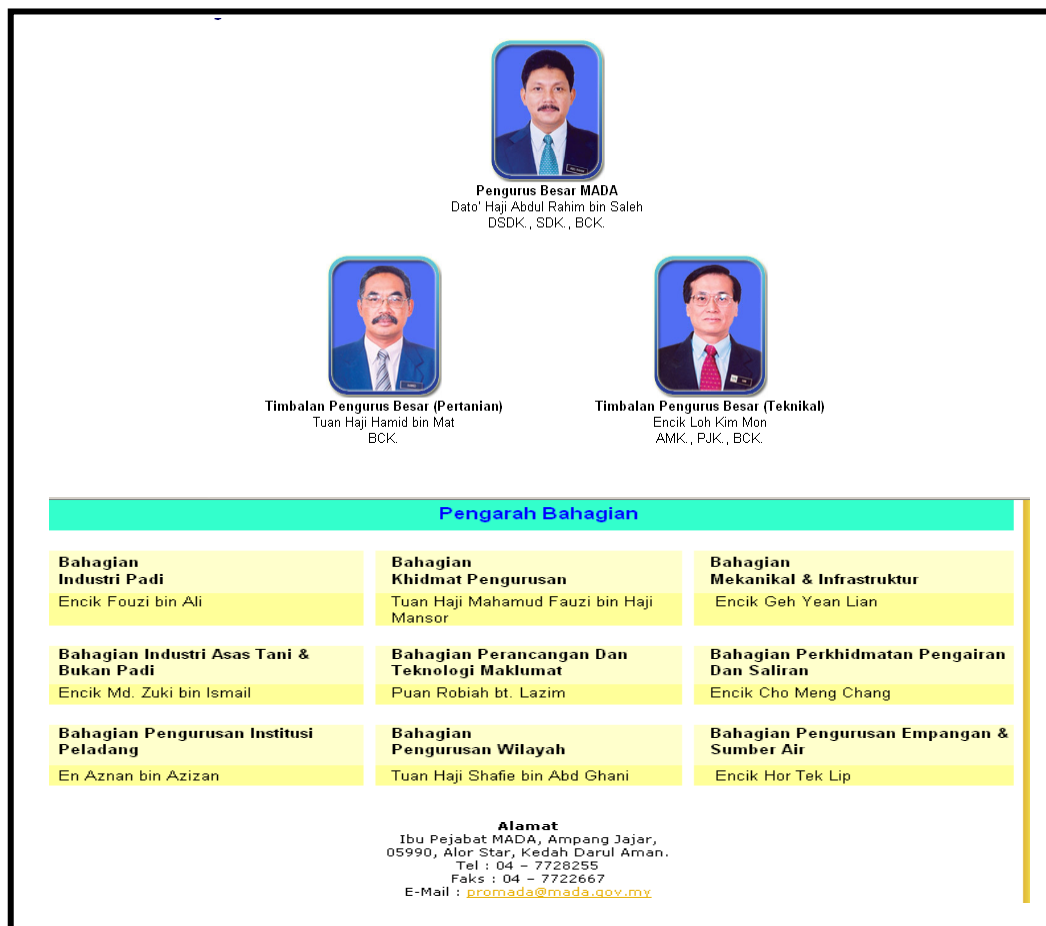 Pengurus Besar MADA
Dato' Haji Abdul Rahim bin Saleh
DSDK., SDK., BCK.
Timbalan Pengurus Besar (Pertanian)
Tuan Haji Hamid bin Mat
BCK.
Timbalan Pengurus Besar (Teknikal)
Encik Loh Kim Mon
AMK., PJK., BCK.
Pengarah Bahagian
Bahagian
Industri Padi
Encik Fouzi bin Ali
Bahagian
Khidmat Pengurusan
Tuan Haji Mahamud Fauzi bin Haji
Mansor
Bahagian
Mekanikal & Infrastruktur
Encik Geh Yean Lian
Bahagian Industri Asas Tani &
Bukan Padi
Encik Md. Zuki bin Ismail
Bahagian Perancangan Dan
Teknologi Maklumat
Puan Robiah bt. Lazim
Bahagian Perkhidmatan Pengairan
Dan Saliran
Encik Cho Meng Chang
Bahagian Pengurusan Institusi
Peladang
En Aznan bin Azizan
Bahagian
Pengurusan Wilayah
Tuan Haji Shafie bin Abd Ghani
Bahagian Pengurusan Empangan &
Sumber Air
Encik Hor Tek Lip
Alamat
Ibu Pejabat MADA, Ampang Jajar,
05990, Alor Star, Kedah Darul Aman.
Tel : 04 – 7728255
Faks : 04 – 7722667
E-Mail : promada@mada.gov.my